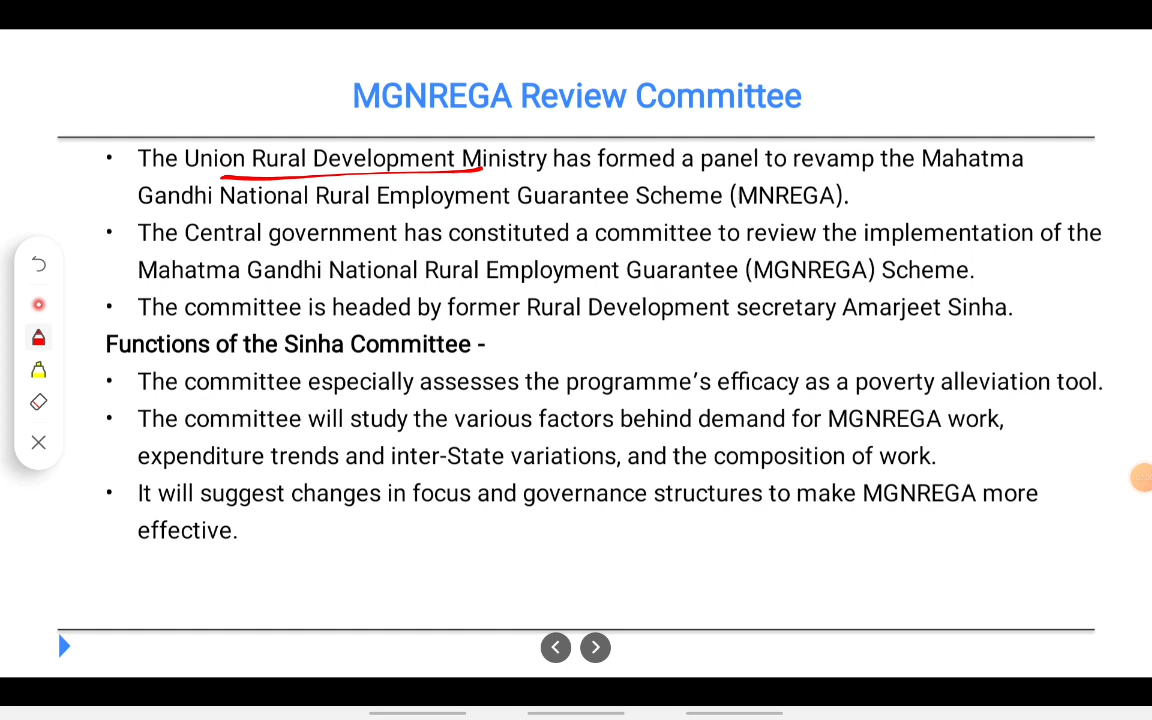 MGNREGA Review Committee
• The Union Rural Development Ministry has formed a panel to revamp the Mahatma
Gandhi National Rural Employment Guarantee Scheme (MNREGA).
• The Central government has constituted a committee to review the implementation of the
Mahatma Gandhi National Rural Employment Guarantee (MGNREGA) Scheme.
• The committee is headed by former Rural Development secretary Amarjeet Sinha.
Functions of the Sinha Committee -
• The committee especially assesses the programme’s efficacy as a poverty alleviation tool.
• The committee will study the various factors behind demand for MGNREGA work,
expenditure trends and inter-State variations, and the composition of work.
• It will suggest changes in focus and governance structures to make MGNREGA more
effective.